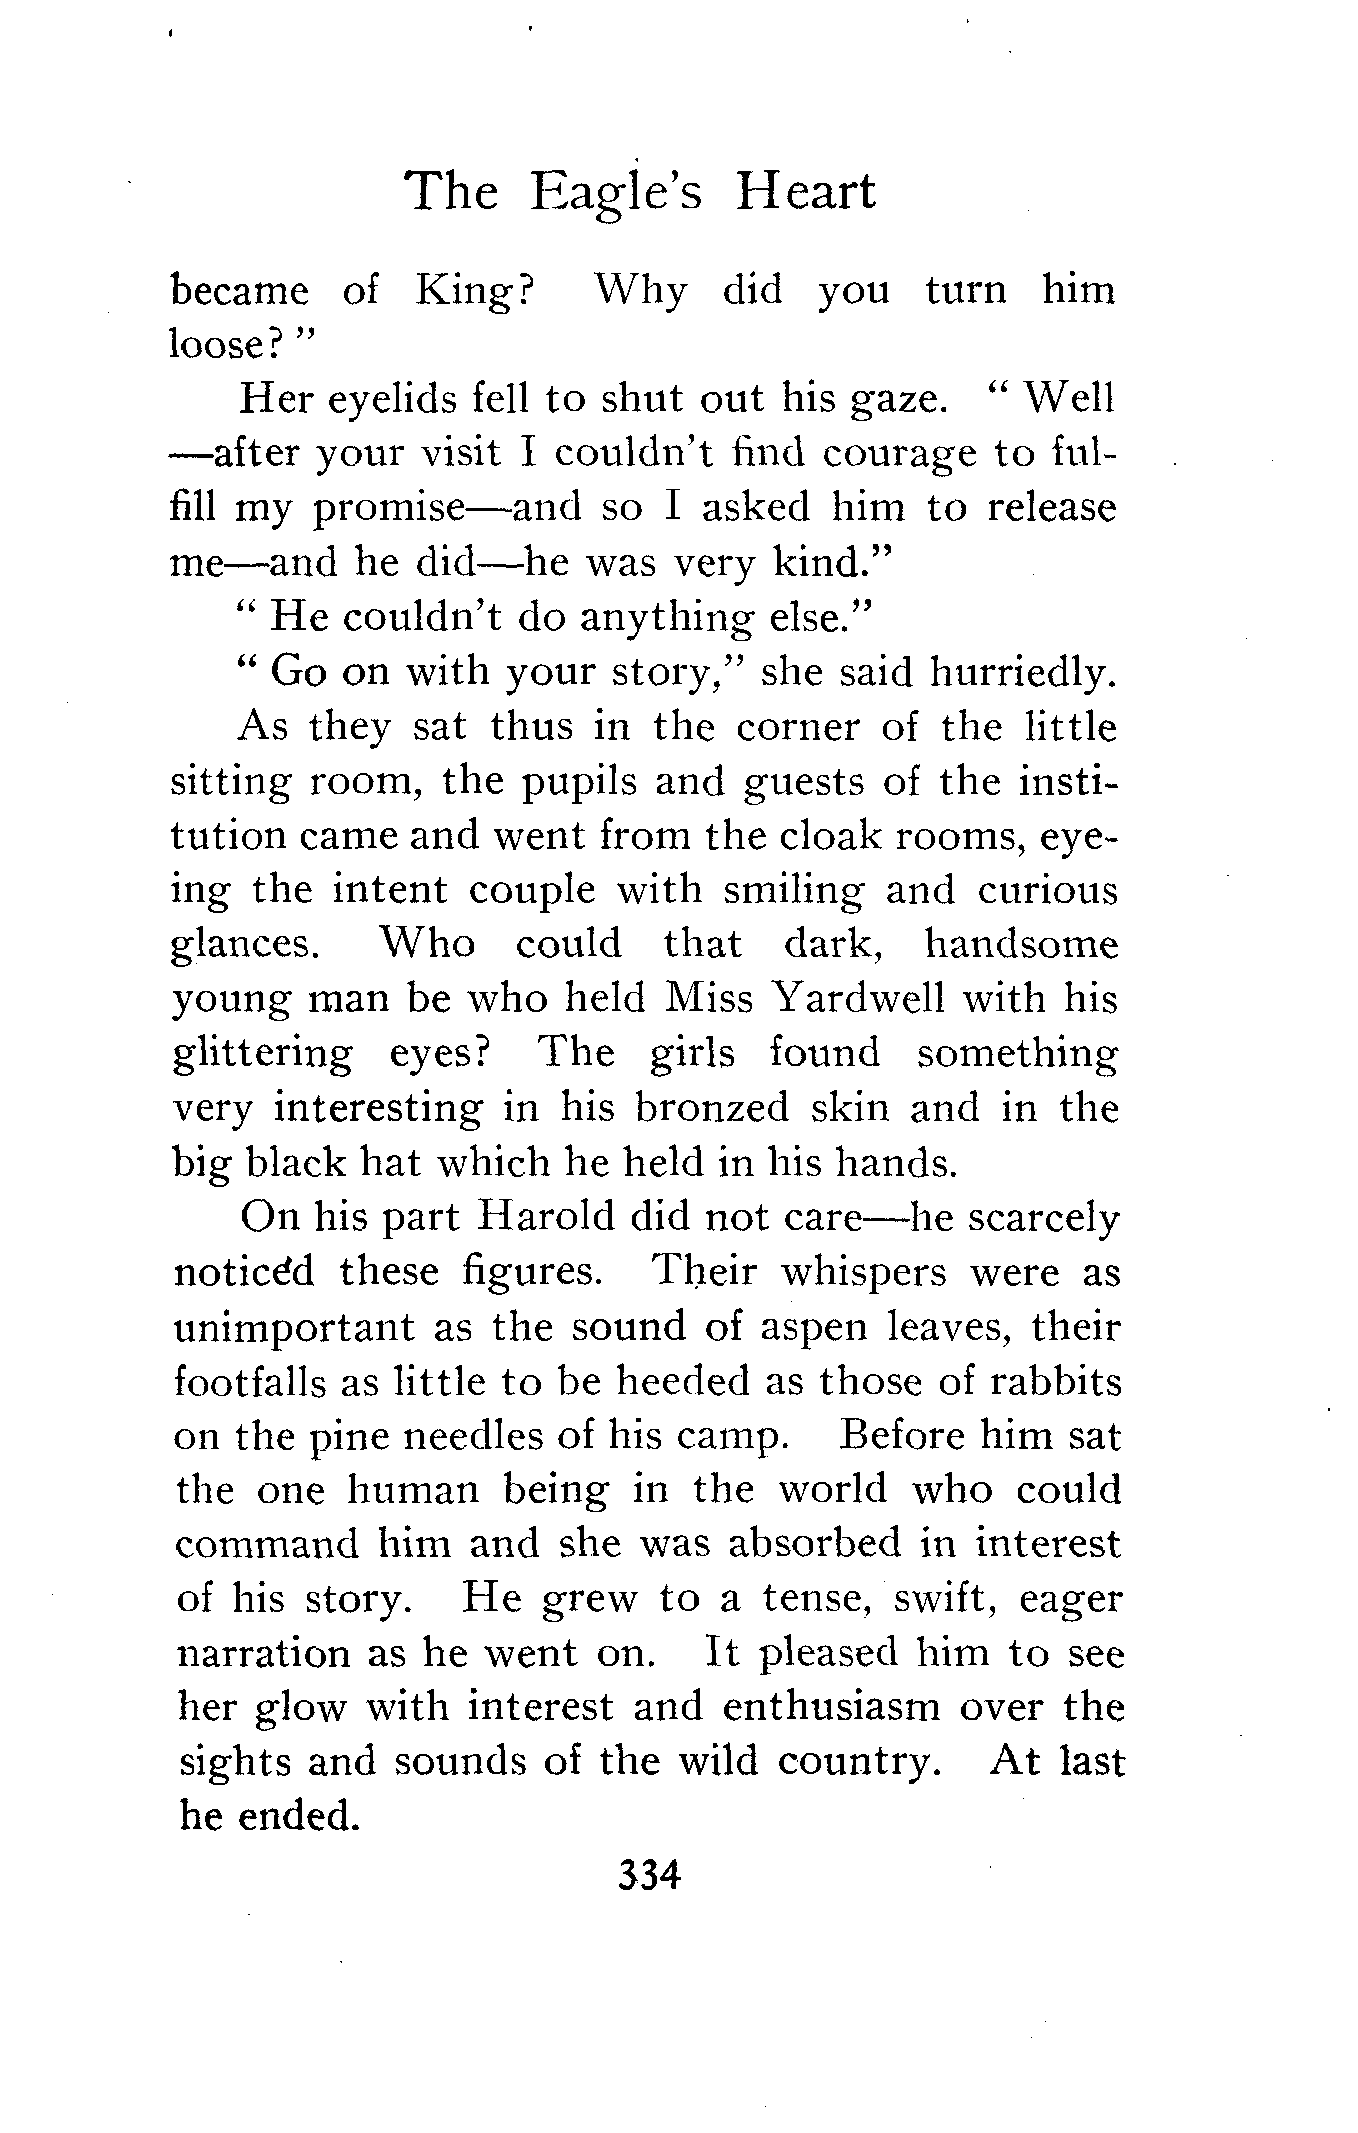 The Eagle's Heart
became of King? Why did you turn him
loose?"
Her eyelids fell to shut out his gaze. "Well
—after your visit I couldn't find courage to ful-
fill my promise—and so I asked him to release
me—and he did—he was very kind."
"He couldn't do anything else."
"Go on with your story," she said hurriedly.
As they sat thus in the corner of the little
sitting room, the pupils and guests of the insti-
tution came and went from the cloak rooms, eye-
ing the intent couple with smiling and curious
glances. Who could that dark, handsome
young man be who held Miss Yardwell with his
glittering eyes? The girls found something
very interesting in his bronzed skin and in the
big black hat which he held in his hands.
On his part Harold did not care—he scarcely
noticed these figures. Their whispers were as
unimportant as the sound of aspen leaves, their
footfalls as little to be heeded as those of rabbits
on the pine needles of his camp. Before him sat
the one human being in the world who could
command him and she was absorbed in interest
of his story. He grew to a tense, swift, eager
narration as he went on. It pleased him to see
her glow with interest and enthusiasm over the
sights and sounds of the wild country. At last
he ended.
334